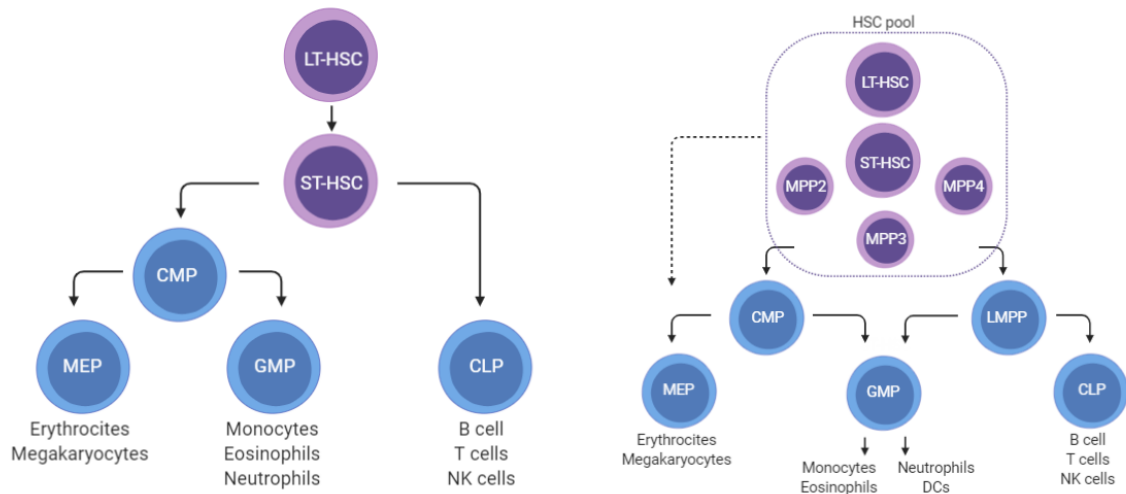 LT-HSC
ST-HSC
CMP
MEP
GMP
CLP
Erythrocites
Megakaryocytes
Monocytes
Eosinophils
Neutrophils
B cell
T cells
NK cells
HSC pool
LT-HSC
ST-HSC
MPP2
MPP4
MPP3
CMP
LMPP
MEP
GMP
CLP
Erythrocites
Megakaryocytes
Monocytes
Eosinophils
Neutrophils
DCs
B cell
T cells
NK cells